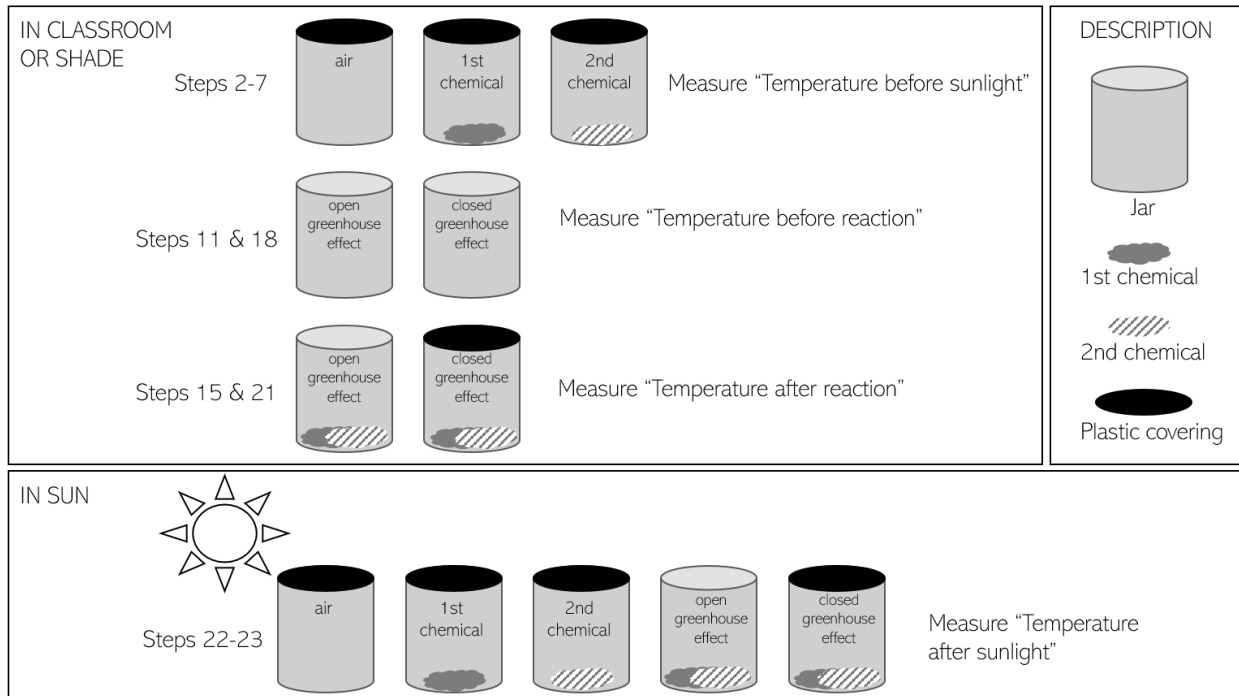 IN CLASSROOM
OR SHADE
Steps 2-7
air
1st
chemical
2nd
chemical
Measure “Temperature before sunlight”
Steps 11 & 18
open
greenhouse
effect
closed
greenhouse
effect
Measure “Temperature before reaction”
Steps 15 & 21
open
greenhouse
effect
closed
greenhouse
effect
Measure “Temperature after reaction”
DESCRIPTION
Jar
1st chemical
2nd chemical
Plastic covering
IN SUN
Steps 22-23
air
1st
chemical
2nd
chemical
open
greenhouse
effect
closed
greenhouse
effect
Measure “Temperature
after sunlight”